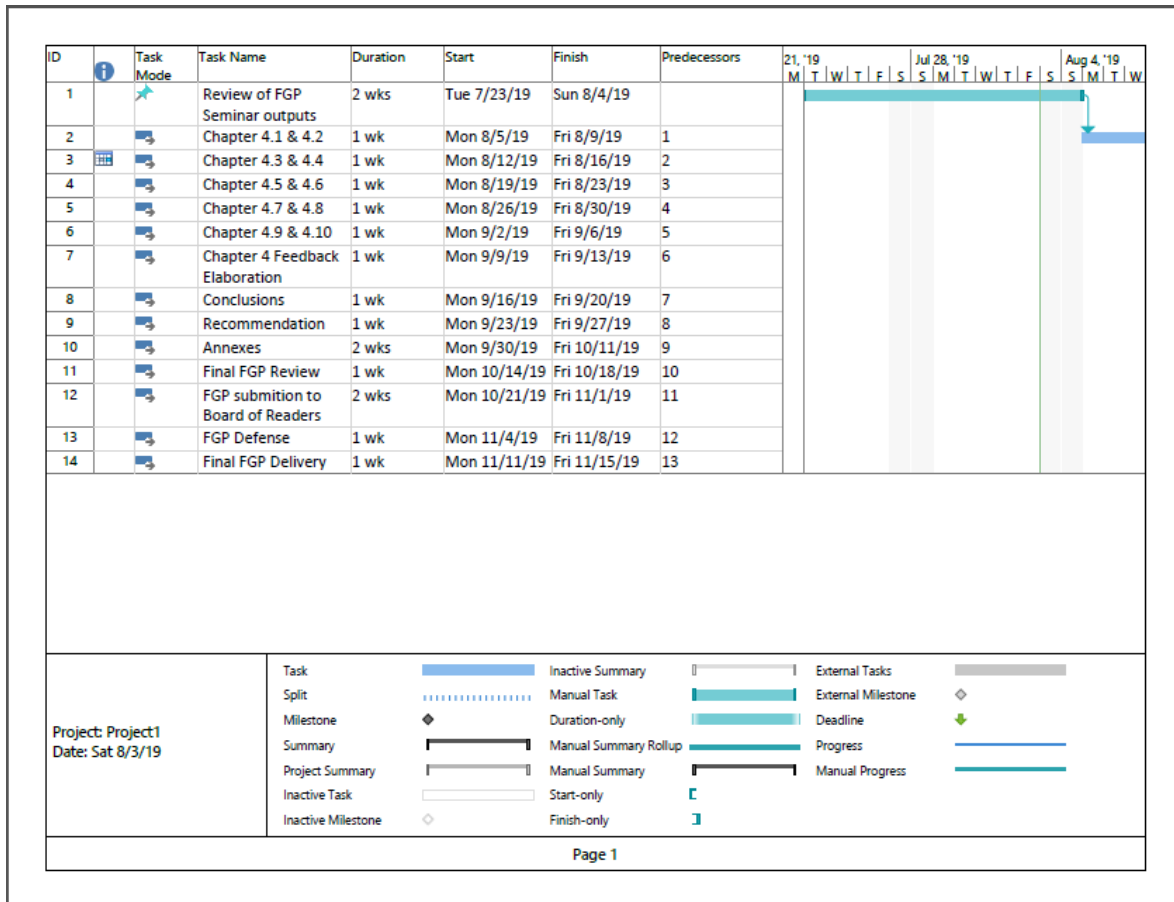 ID Task Mode Task Name Duration Start Finish Predecessors 21, '19 Jul 28, '19 Aug 4, '19
M T W T F S S M T W T F S S M T W
1 Review of FGP Seminar outputs 2 wks Tue 7/23/19 Sun 8/4/19
2 Chapter 4.1 & 4.2 1 wk Mon 8/5/19 Fri 8/9/19 1
3 Chapter 4.3 & 4.4 1 wk Mon 8/12/19 Fri 8/16/19 2
4 Chapter 4.5 & 4.6 1 wk Mon 8/19/19 Fri 8/23/19 3
5 Chapter 4.7 & 4.8 1 wk Mon 8/26/19 Fri 8/30/19 4
6 Chapter 4.9 & 4.10 1 wk Mon 9/2/19 Fri 9/6/19 5
7 Chapter 4 Feedback Elaboration 1 wk Mon 9/9/19 Fri 9/13/19 6
8 Conclusions 1 wk Mon 9/16/19 Fri 9/20/19 7
9 Recommendation 1 wk Mon 9/23/19 Fri 9/27/19 8
10 Annexes 2 wks Mon 9/30/19 Fri 10/11/19 9
11 Final FGP Review 1 wk Mon 10/14/19 Fri 10/18/19 10
12 FGP submition to Board of Readers 2 wks Mon 10/21/19 Fri 11/1/19 11
13 FGP Defense 1 wk Mon 11/4/19 Fri 11/8/19 12
14 Final FGP Delivery 1 wk Mon 11/11/19 Fri 11/15/19 13
Project: Project1
Date: Sat 8/3/19
Task Inactive Summary External Tasks
Split Manual Task External Milestone
Milestone Duration-only Deadline
Summary Manual Summary Rollup Progress
Project Summary Manual Summary Manual Progress
Inactive Task Start-only
Inactive Milestone Finish-only
Page 1